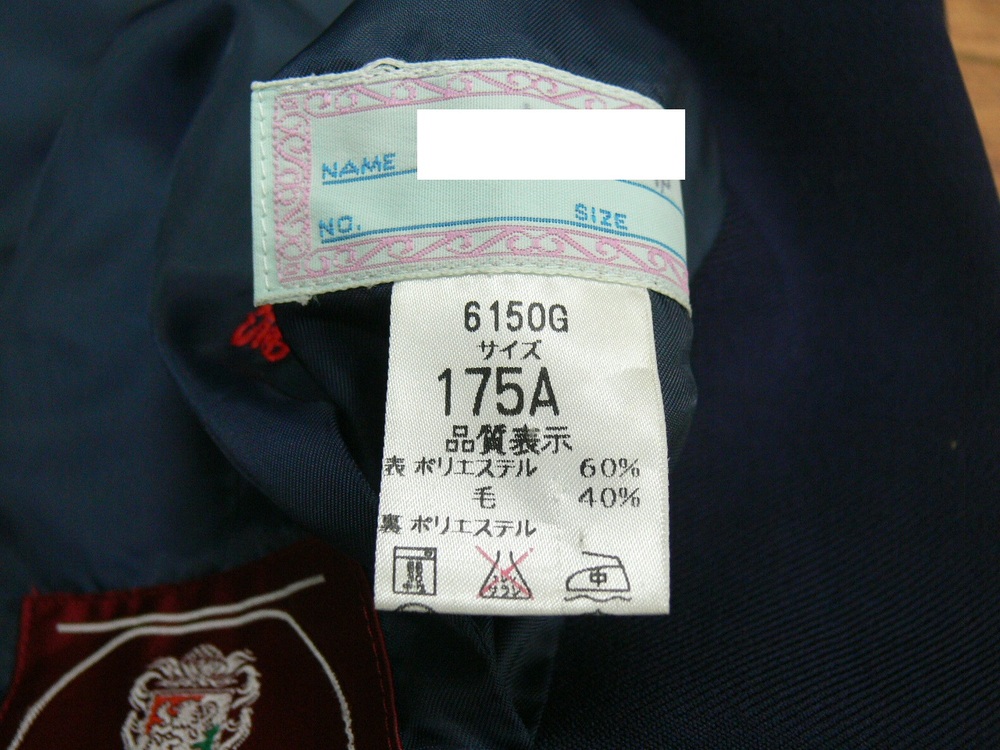 NAME
NO. SIZE
6150G
サイズ
175A
品質表示
表 ポリエステル 60%
毛 40%
裏 ポリエステル
中